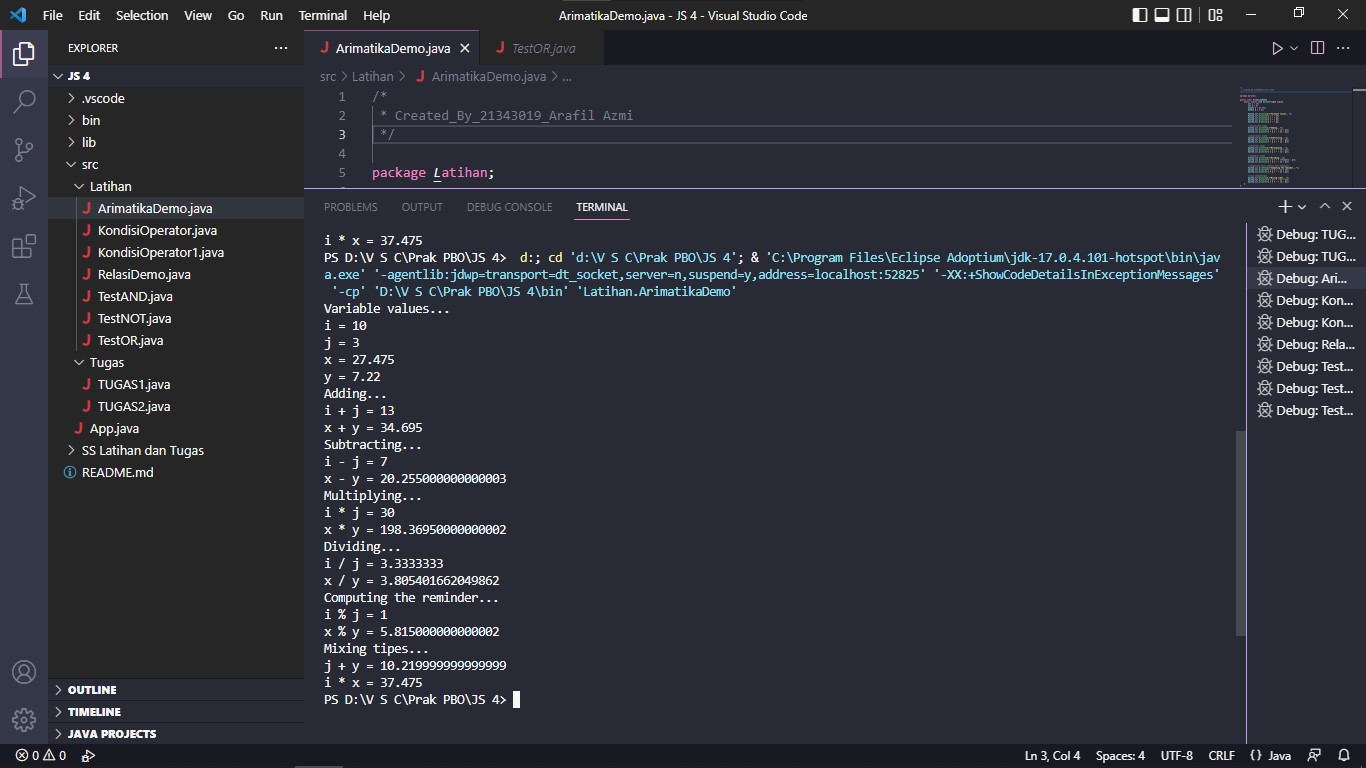 File Edit Selection View Go Run Terminal Help
ArimatikaDemo.java - JS 4 - Visual Studio Code
EXPLORER
JS 4
.vscode
bin
lib
src
Latihan
ArimatikaDemo.java
KondisiOperator.java
KondisiOperator1.java
RelasiDemo.java
TestAND.java
TestNOT.java
TestOR.java
Tugas
TUGAS1.java
TUGAS2.java
App.java
SS Latihan dan Tugas
README.md
OUTLINE
TIMELINE
JAVA PROJECTS
ArimatikaDemo.java
TestOR.java
src > Latihan > ArimatikaDemo.java > ...
1 /*
2 * Created_By_21343019_Arafil Azmi
3 */
4
5 package Latihan;
PROBLEMS OUTPUT DEBUG CONSOLE TERMINAL
i * x = 37.475
PS D:\V S C\Prak PBO\JS 4> d:; cd 'd:\V S C\Prak PBO\JS 4'; & 'C:\Program Files\Eclipse Adoptium\jdk-17.0.4.101-hotspot\bin\jav
a.exe' '-agentlib:jdwp=transport=dt_socket,server=n,suspend=y,address=localhost:52825' '-XX:+ShowCodeDetailsInExceptionMessages'
'-cp' 'D:\V S C\Prak PBO\JS 4\bin' 'Latihan.ArimatikaDemo'
Variable values...
i = 10
j = 3
x = 27.475
y = 7.22
Adding...
i + j = 13
x + y = 34.695
Subtracting...
i - j = 7
x - y = 20.255000000000003
Multiplying...
i * j = 30
x * y = 198.36950000000002
Dividing...
i / j = 3.3333333
x / y = 3.805401662049862
Computing the reminder...
i % j = 1
x % y = 5.815000000000002
Mixing tipes...
j + y = 10.219999999999999
i * x = 37.475
PS D:\V S C\Prak PBO\JS 4>
Debug: TUG...
Debug: TUG...
Debug: Ari...
Debug: Kon...
Debug: Kon...
Debug: Rela...
Debug: Test...
Debug: Test...
Debug: Test...
0 0
Ln 3, Col 4 Spaces: 4 UTF-8 CRLF {} Java